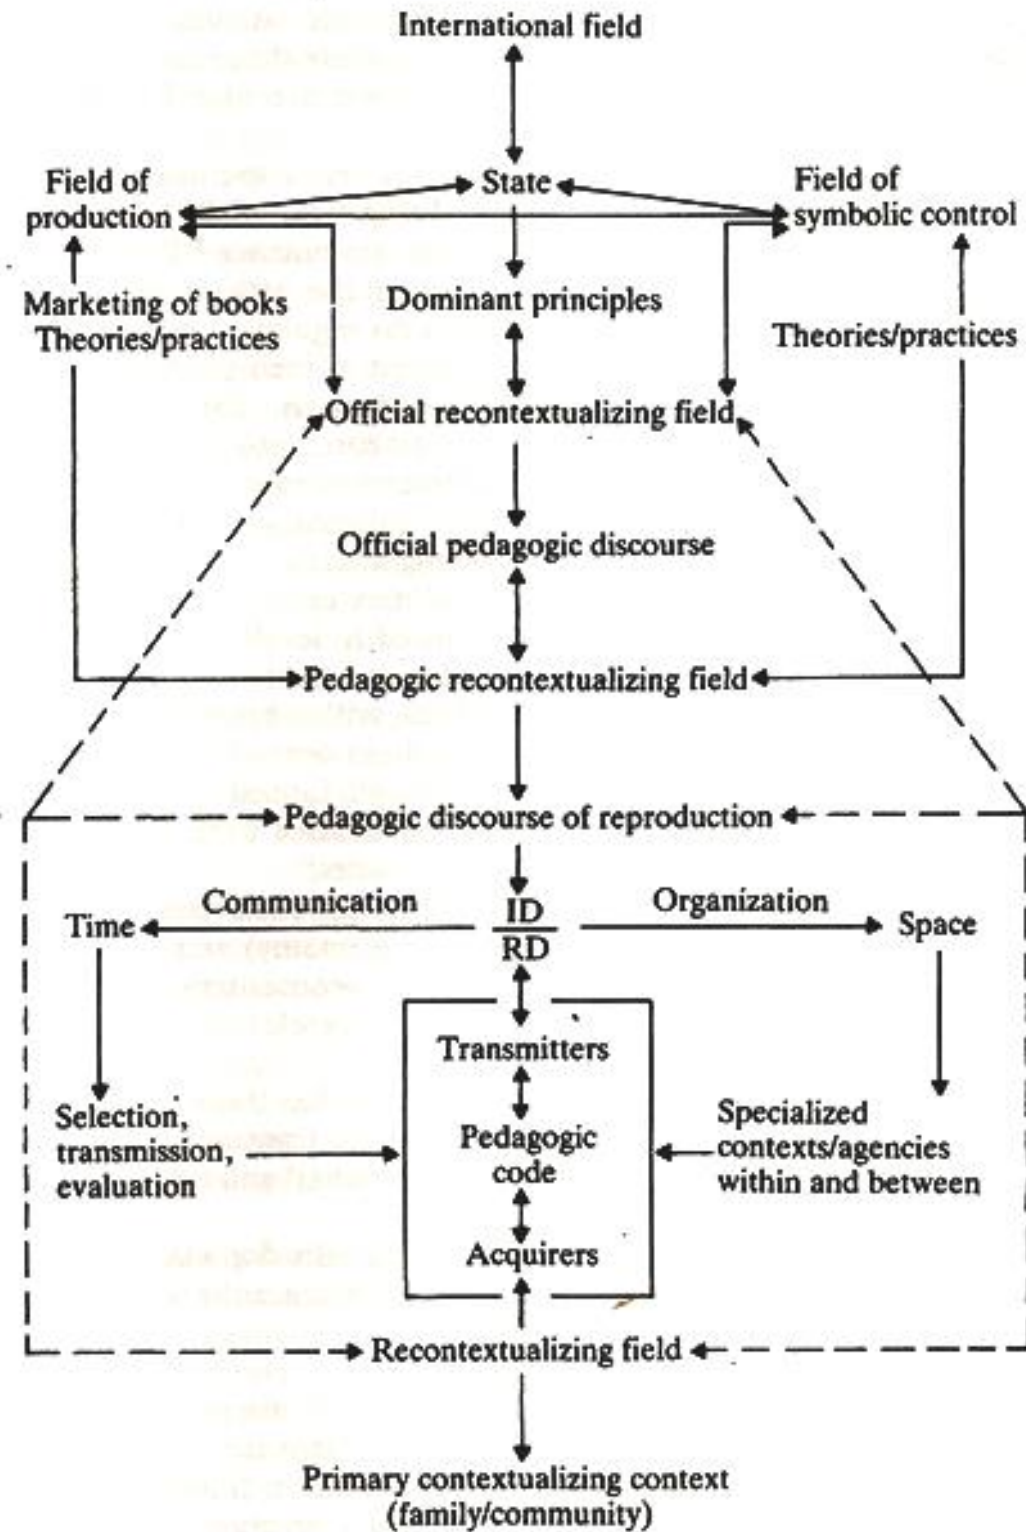 International field
Field of
production
State
Field of
symbolic control
Marketing of books
Theories/practices
Dominant principles
Theories/practices
Official recontextualizing field
Official pedagogic discourse
Pedagogic recontextualizing field
Pedagogic discourse of reproduction
Communication
Organization
Time
ID
RD
Space
Transmitters
Selection,
transmission,
evaluation
Pedagogic
code
Specialized
contexts/agencies
within and between
Acquirers
Recontextualizing field
Primary contextualizing context
(family/community)